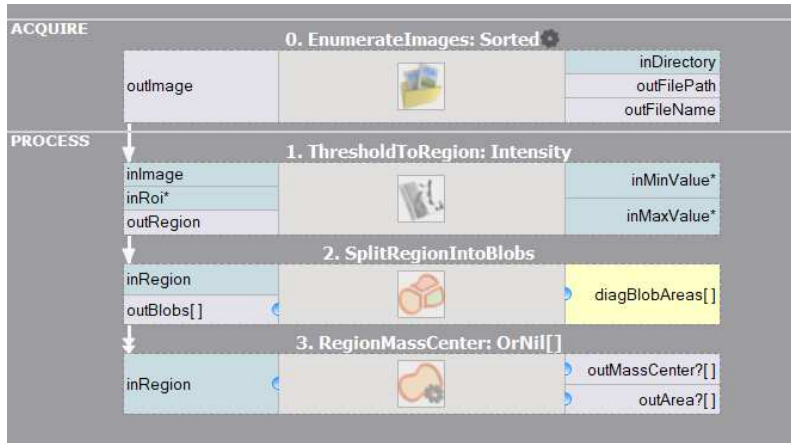 ACQUIRE
0. EnumerateImages: Sorted
outImage
inDirectory
outFilePath
outFileName
PROCESS
1. ThresholdToRegion: Intensity
inImage
inRoi*
outRegion
inMinValue*
inMaxValue*
2. SplitRegionIntoBlobs
inRegion
outBlobs[]
diagBlobAreas[]
3. RegionMassCenter: OrNil[]
inRegion
outMassCenter?[]
outArea?[]